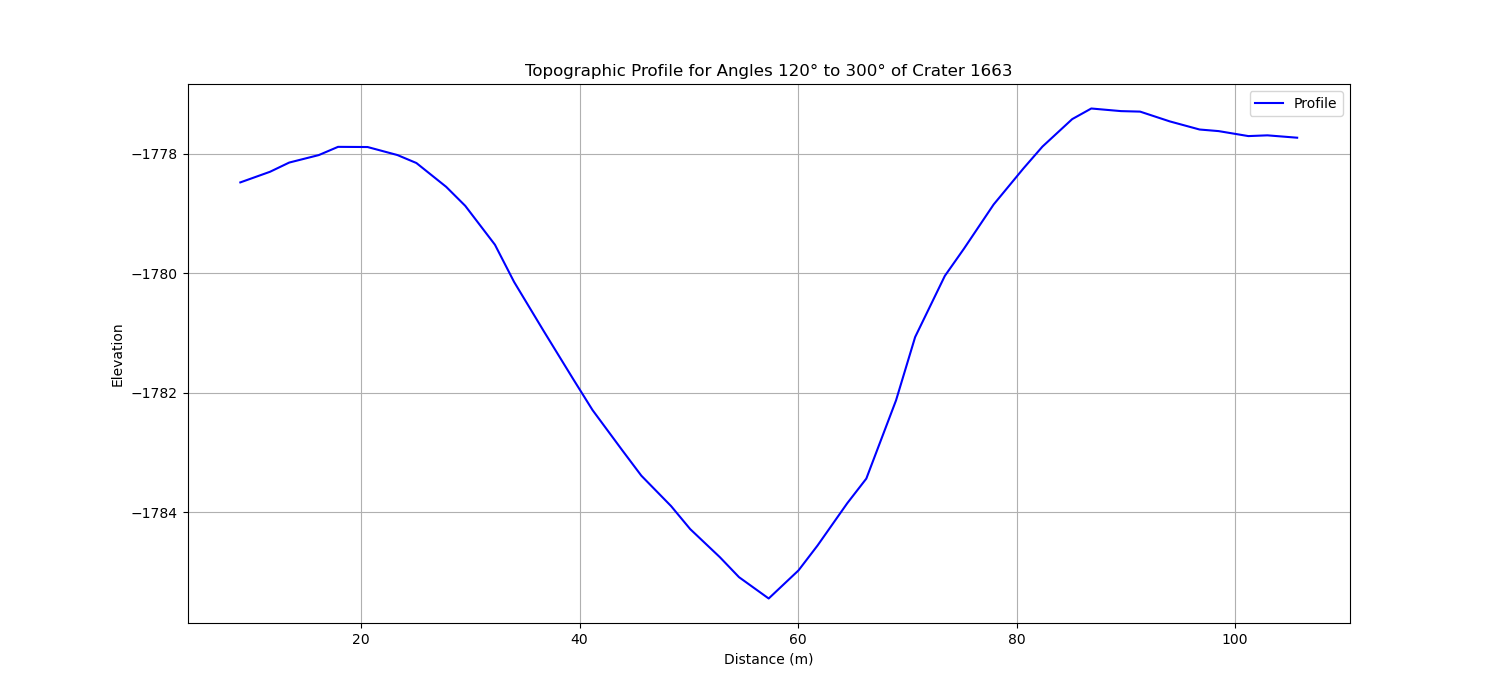 Topographic Profile for Angles 120° to 300° of Crater 1663
Profile
−1778
−1780
−1782
−1784
Elevation
20 40 60 80 100
Distance (m)